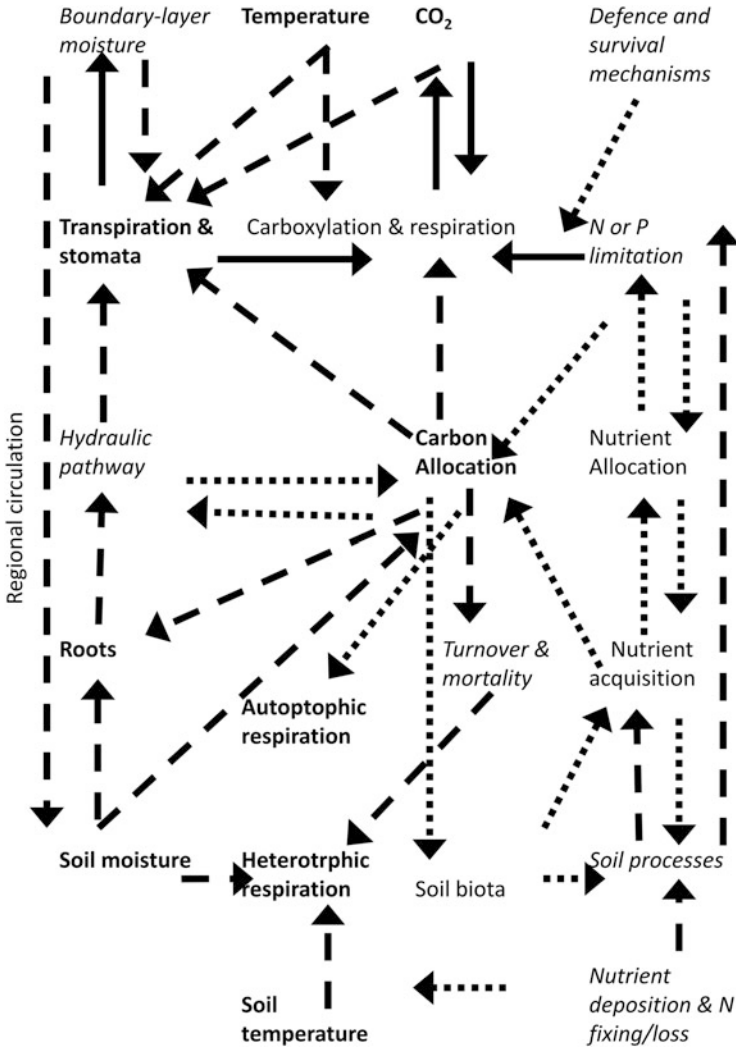 Boundary-layer
moisture
Temperature
CO₂
Defence and
survival
mechanisms
Transpiration &
stomata
Carboxylation & respiration
N or P
limitation
Regional circulation
Hydraulic
pathway
Carbon
Allocation
Nutrient
Allocation
Roots
Turnover &
mortality
Nutrient
acquisition
Autoptophic
respiration
Soil moisture
Heterotrphic
respiration
Soil biota
Soil processes
Soil
temperature
Nutrient
deposition & N
fixing/loss